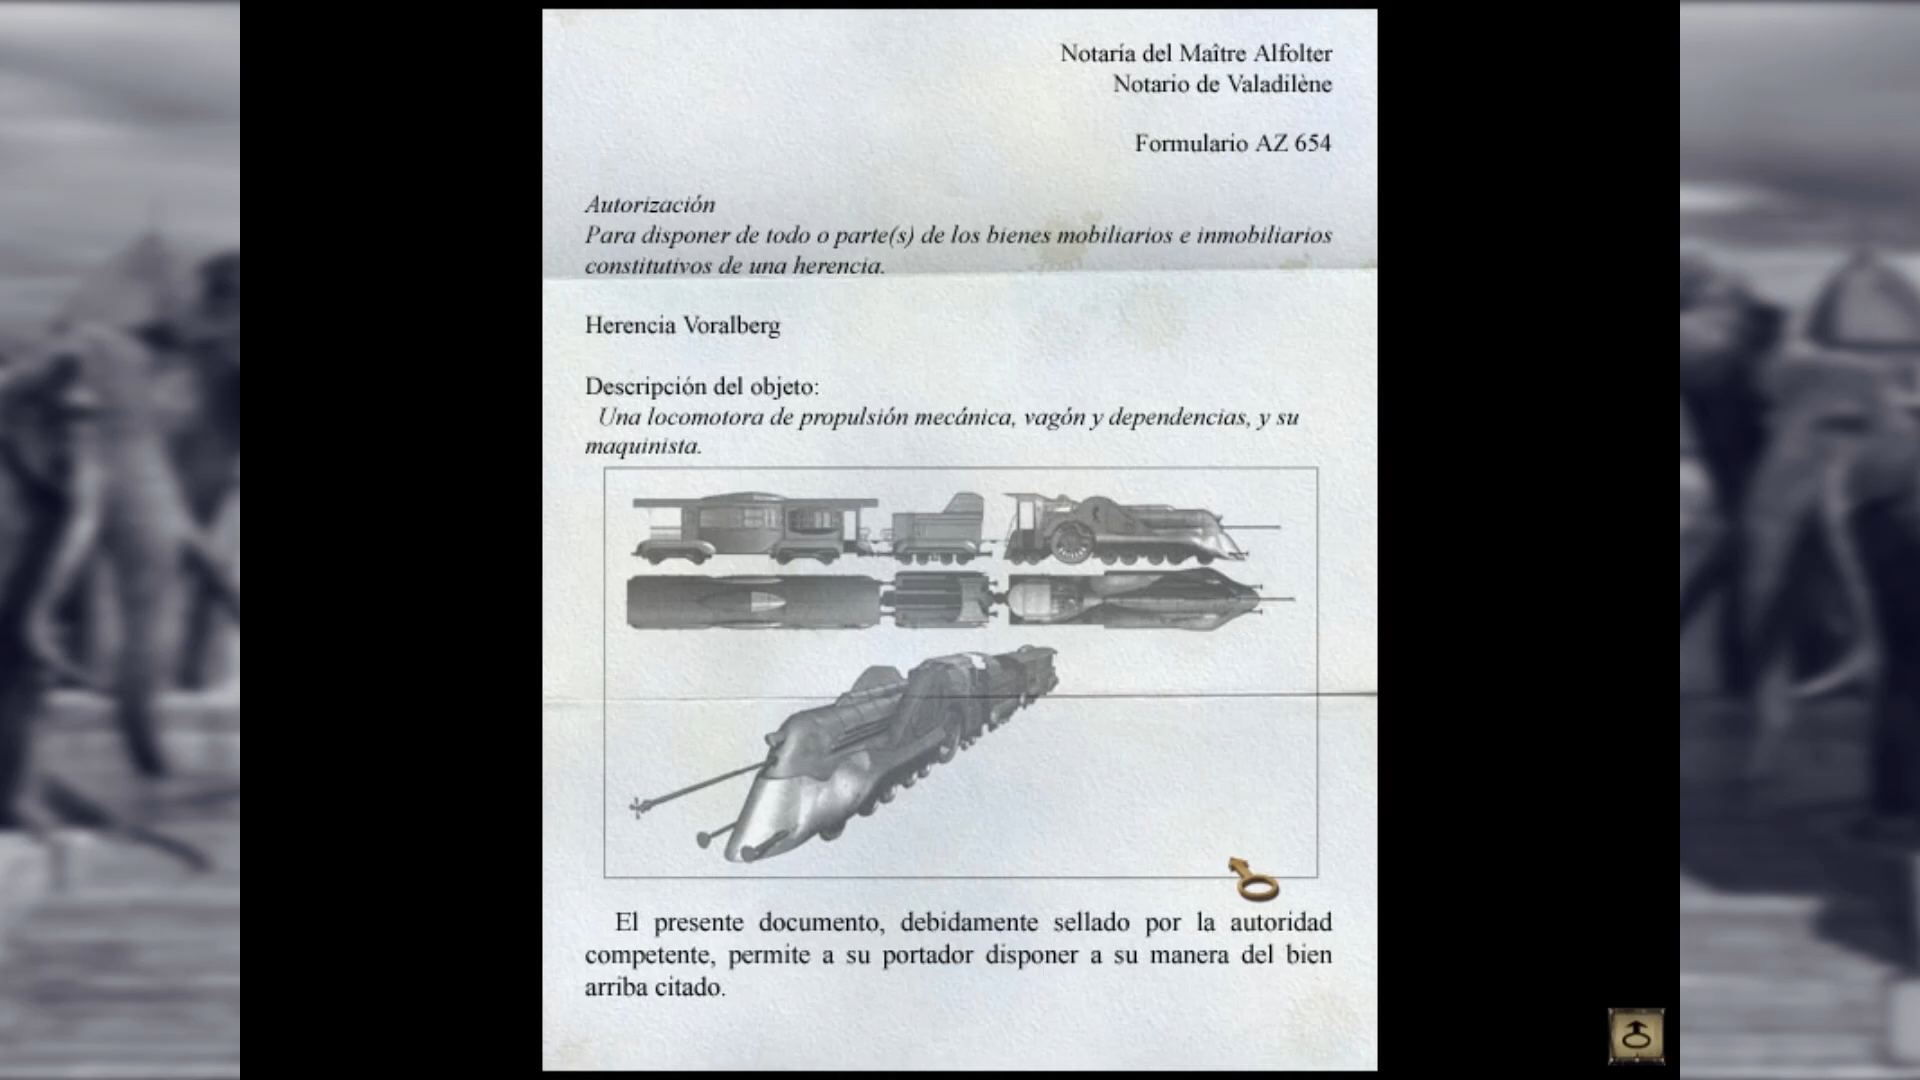 Notaría del Maître Alfolter
Notario de Valadilène
Formulario AZ 654
Autorización
Para disponer de todo o parte(s) de los bienes mobiliarios e inmobiliarios
constitutivos de una herencia.
Herencia Voralberg
Descripción del objeto:
Una locomotora de propulsión mecánica, vagón y dependencias, y su
maquinista.
El presente documento, debidamente sellado por la autoridad
competente, permite a su portador disponer a su manera del bien
arriba citado.